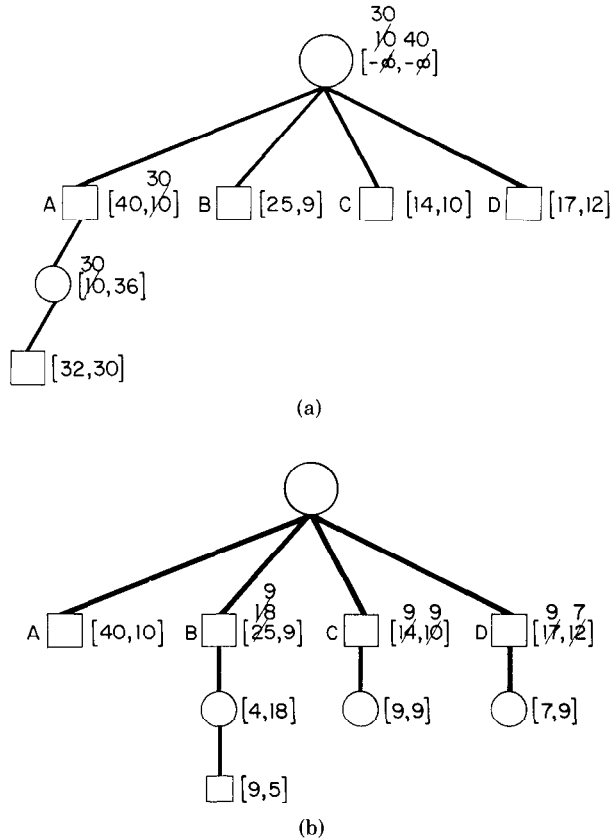 30
10 40
[-∞,-∞]
30
A [40,10] B [25,9] C [14,10] D [17,12]
30
[10,36]
[32,30]
(a)
9
18 9 9 9 7
A [40,10] B [25,9] C [14,10] D [17,12]
[4,18] [9,9] [7,9]
[9,5]
(b)